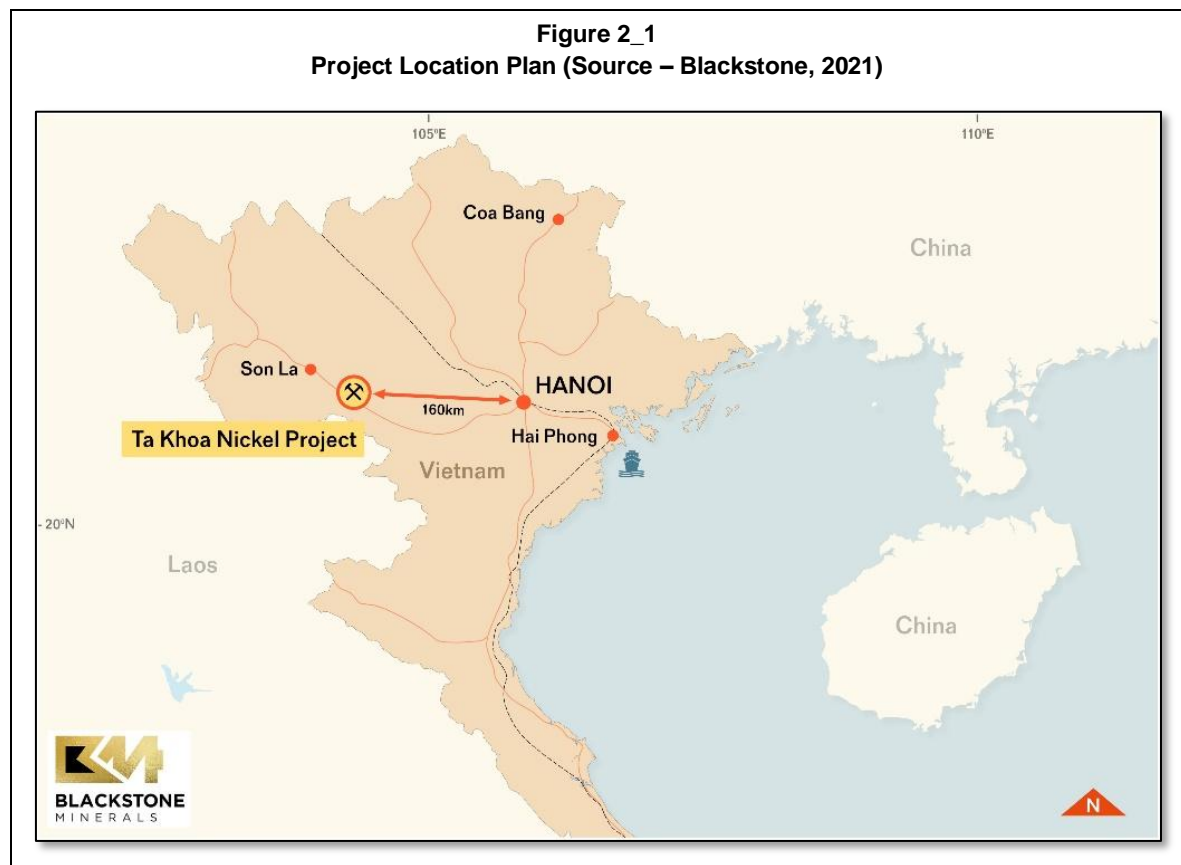 Figure 2_1
Project Location Plan (Source – Blackstone, 2021)
105°E
110°E
Coa Bang
China
Son La
HANOI
160km
Hai Phong
Ta Khoa Nickel Project
Vietnam
20°N
Laos
China
BM
BLACKSTONE
MINERALS
N